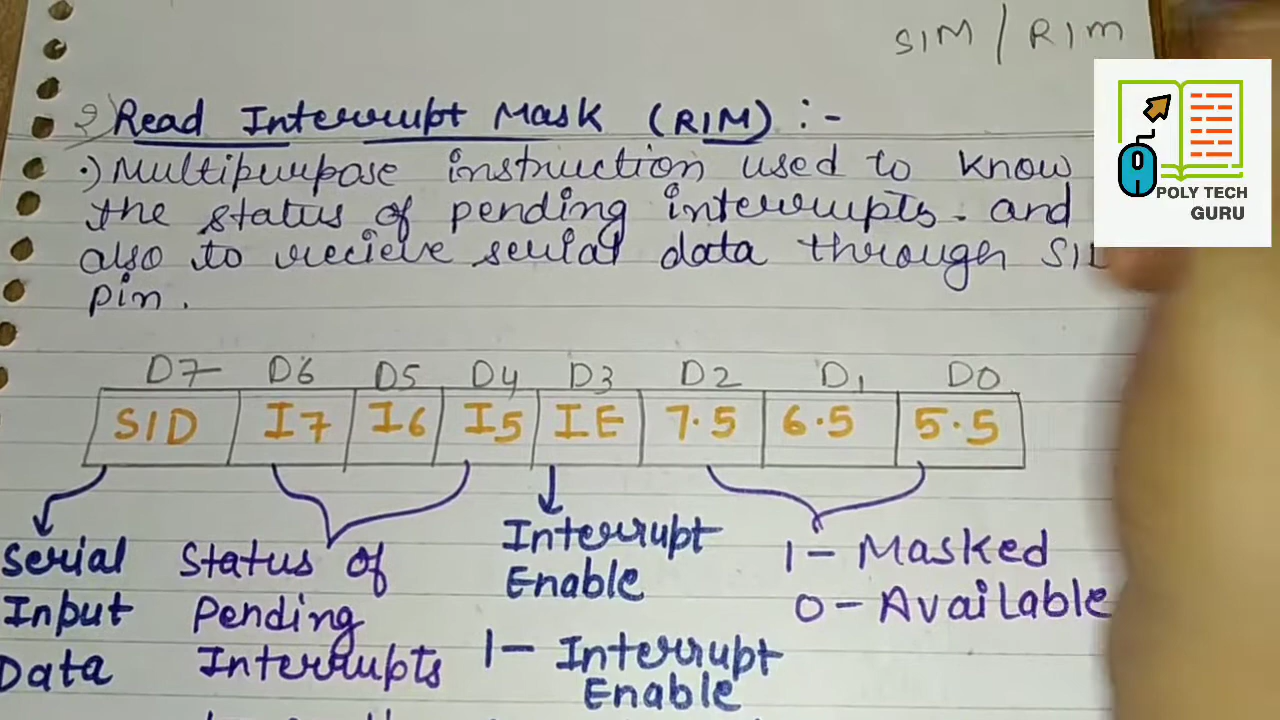 SIM / RIM
POLY TECH
GURU
2) Read Interrupt Mask (RIM) :-
·) Multipurpose instruction used to know
the status of pending interrupts. and
also to recieve serial data through
pin.
D7 D6 D5 D4 D3 D2 D1 D0
SID I7 I6 I5 IE 7.5 6.5 5.5
Serial
Input
Data
Status of
Pending
Interrupts
Interrupt
Enable
1 – Interrupt
Enable
1 – Masked
0 – Available